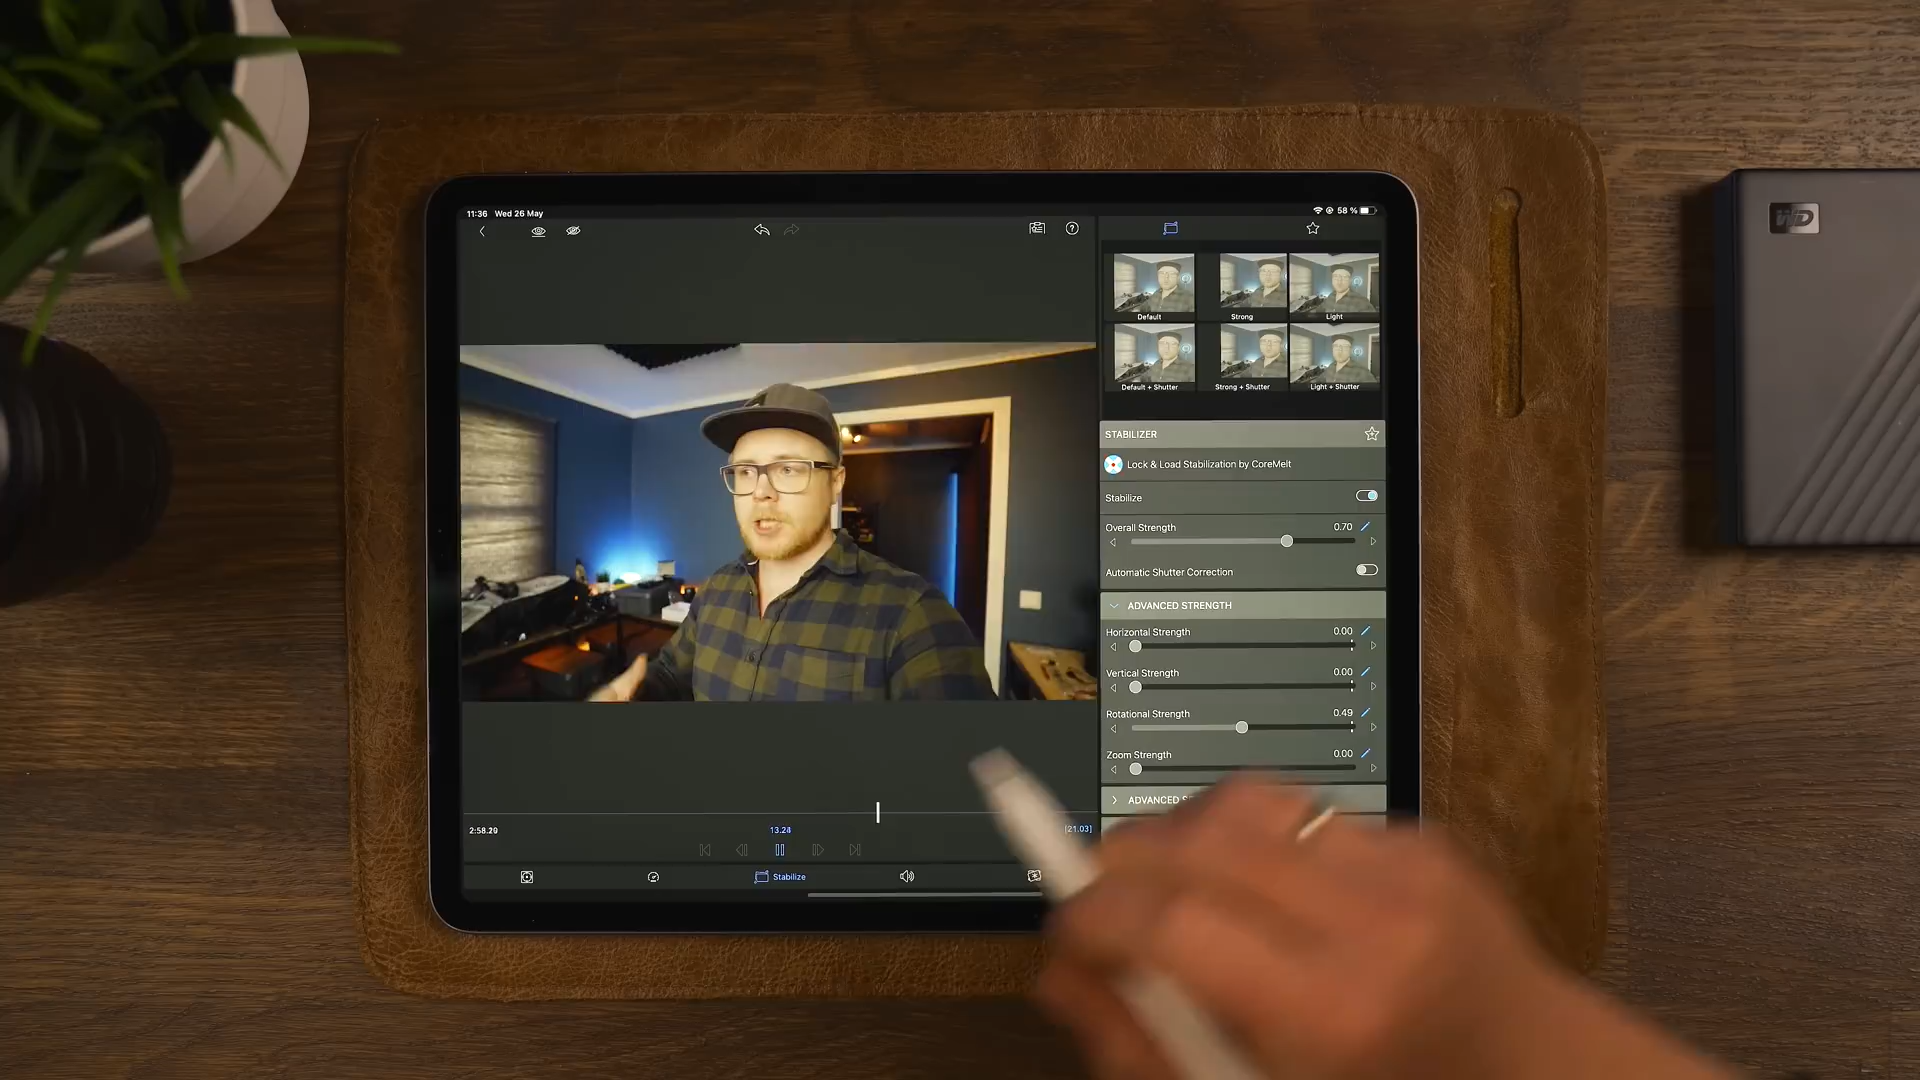 11:36 Wed 26 May
58 %
WD
Default
Strong
Light
Default + Shutter
Strong + Shutter
Light + Shutter
STABILIZER
Lock & Load Stabilization by CoreMelt
Stabilize
Overall Strength 0.70
Automatic Shutter Correction
ADVANCED STRENGTH
Horizontal Strength 0.00
Vertical Strength 0.00
Rotational Strength 0.49
Zoom Strength 0.00
ADVANCED
2:58.20
13.24
[21.03]
Stabilize